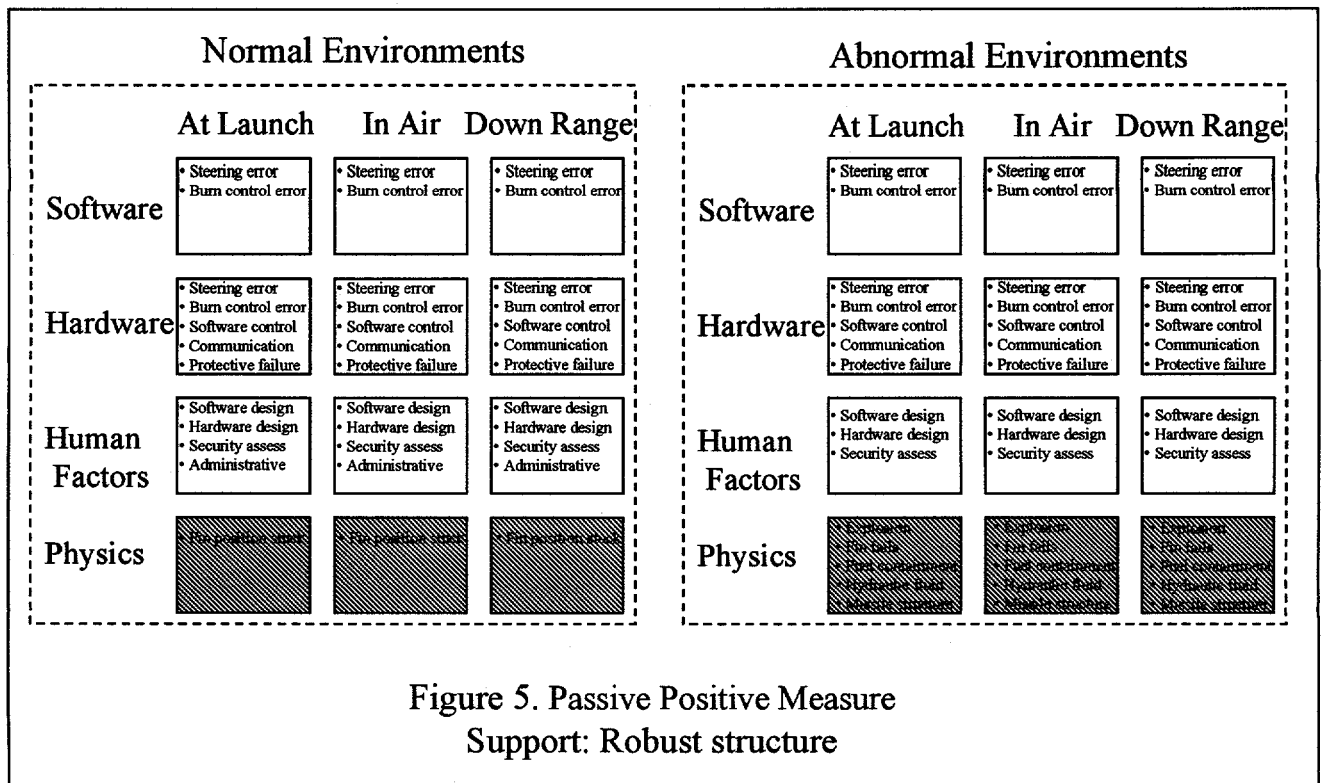 Normal Environments
At Launch In Air Down Range
Software
• Steering error
• Burn control error
• Steering error
• Burn control error
• Steering error
• Burn control error
Hardware
• Steering error
• Burn control error
• Software control
• Communication
• Protective failure
• Steering error
• Burn control error
• Software control
• Communication
• Protective failure
• Steering error
• Burn control error
• Software control
• Communication
• Protective failure
Human
Factors
• Software design
• Hardware design
• Security assess
• Administrative
• Software design
• Hardware design
• Security assess
• Administrative
• Software design
• Hardware design
• Security assess
• Administrative
Physics
• Fin position
• Fin position
• Fin position stuck
Abnormal Environments
At Launch In Air Down Range
Software
• Steering error
• Burn control error
• Steering error
• Burn control error
• Steering error
• Burn control error
Hardware
• Steering error
• Burn control error
• Software control
• Communication
• Protective failure
• Steering error
• Burn control error
• Software control
• Communication
• Protective failure
• Steering error
• Burn control error
• Software control
• Communication
• Protective failure
Human
Factors
• Software design
• Hardware design
• Security assess
• Software design
• Hardware design
• Security assess
• Software design
• Hardware design
• Security assess
Physics
• Explosion
• Fin fails
• Fuel containment
• Hydraulic fluid
• Missile structure
• Explosion
• Fin fails
• Fuel containment
• Hydraulic fluid
• Missile structure
• Explosion
• Fin fails
• Fuel containment
• Hydraulic fluid
• Missile structure
Figure 5. Passive Positive Measure
Support: Robust structure